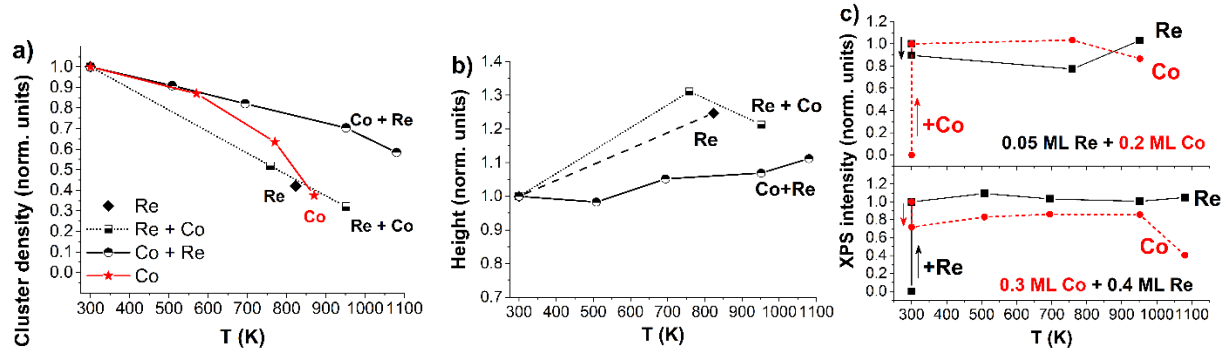 a)
Cluster density (norm. units)
1.0
0.9
0.8
0.7
0.6
0.5
0.4
0.3
0.2
0.1
0.0
Co + Re
Re
Co
Re + Co
Re
Re + Co
Co + Re
Co
300 400 500 600 700 800 900 1000 1100
T (K)
b)
Height (norm. units)
1.4
1.3
1.2
1.1
1.0
0.9
0.8
0.7
Re + Co
Re
Co+Re
300 400 500 600 700 800 900 1000 1100
T (K)
c)
XPS intensity (norm. units)
1.2
1.0
0.8
0.6
0.4
0.2
0.0
Re
Co
+Co
0.05 ML Re + 0.2 ML Co
1.4
1.2
1.0
0.8
0.6
0.4
0.2
0.0
Re
Co
+Re
0.3 ML Co + 0.4 ML Re
300 400 500 600 700 800 900 1000 1100
T (K)